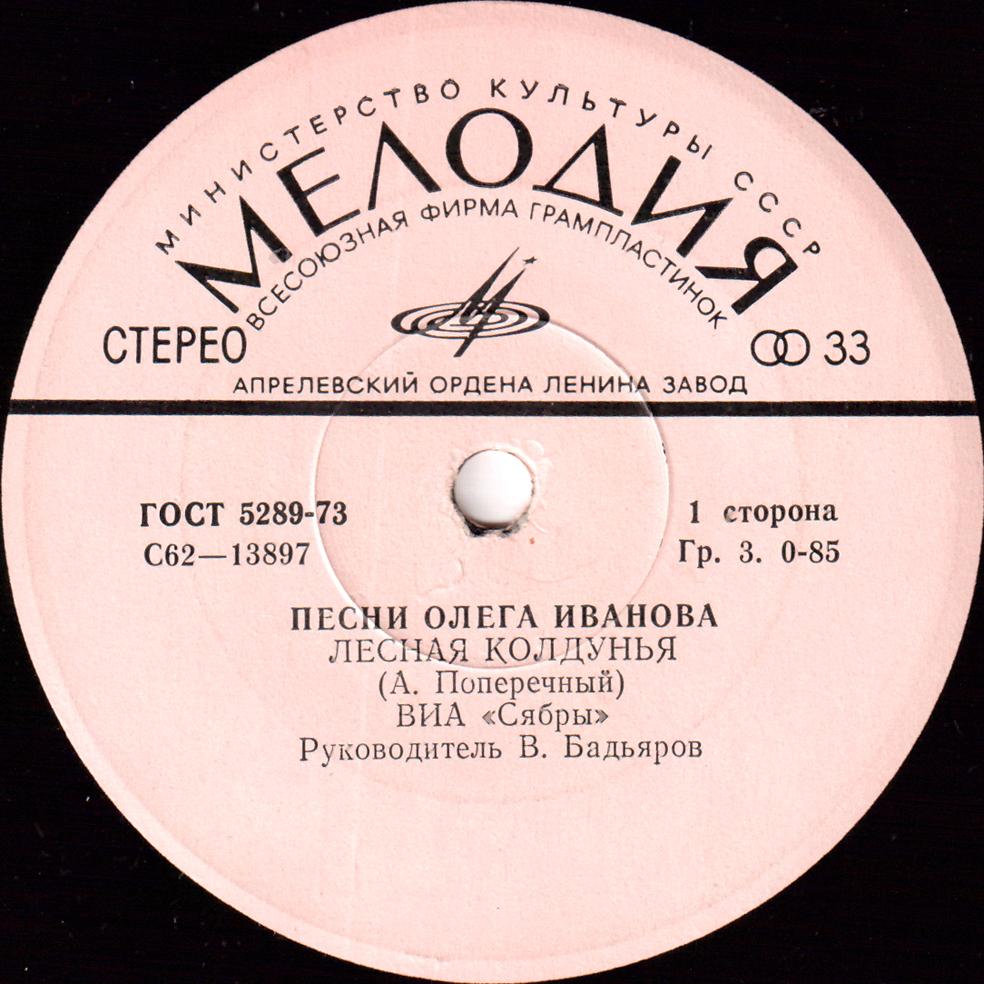 МИНИСТЕРСТВО КУЛЬТУРЫ СССР
МЕЛОДИЯ
ВСЕСОЮЗНАЯ ФИРМА ГРАМПЛАСТИНОК
СТЕРЕО
33
АПРЕЛЕВСКИЙ ОРДЕНА ЛЕНИНА ЗАВОД
ГОСТ 5289-73
1 сторона
С62—13897
Гр. 3. 0-85
ПЕСНИ ОЛЕГА ИВАНОВА
ЛЕСНАЯ КОЛДУНЬЯ
(А. Поперечный)
ВИА «Сябры»
Руководитель В. Бадьяров